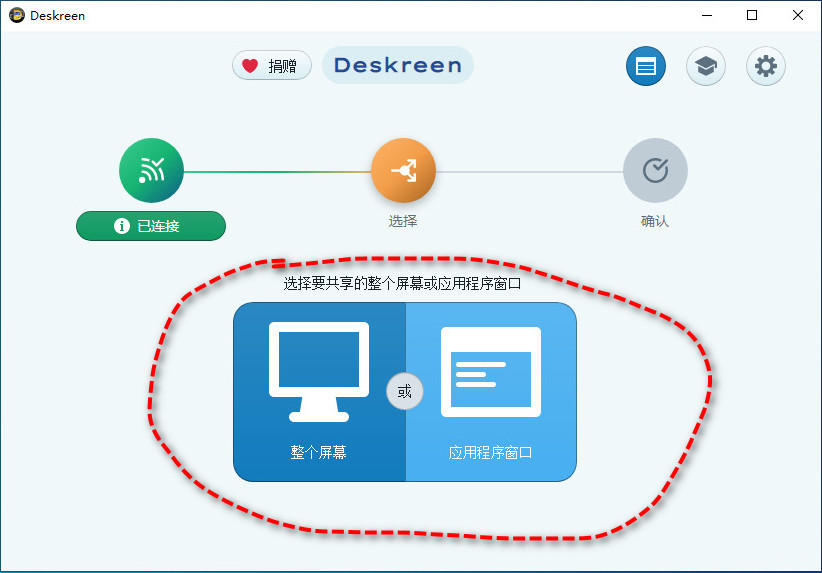 Deskreen
捐赠
Deskreen
已连接
选择
确认
选择要共享的整个屏幕或应用程序窗口
或
整个屏幕
应用程序窗口